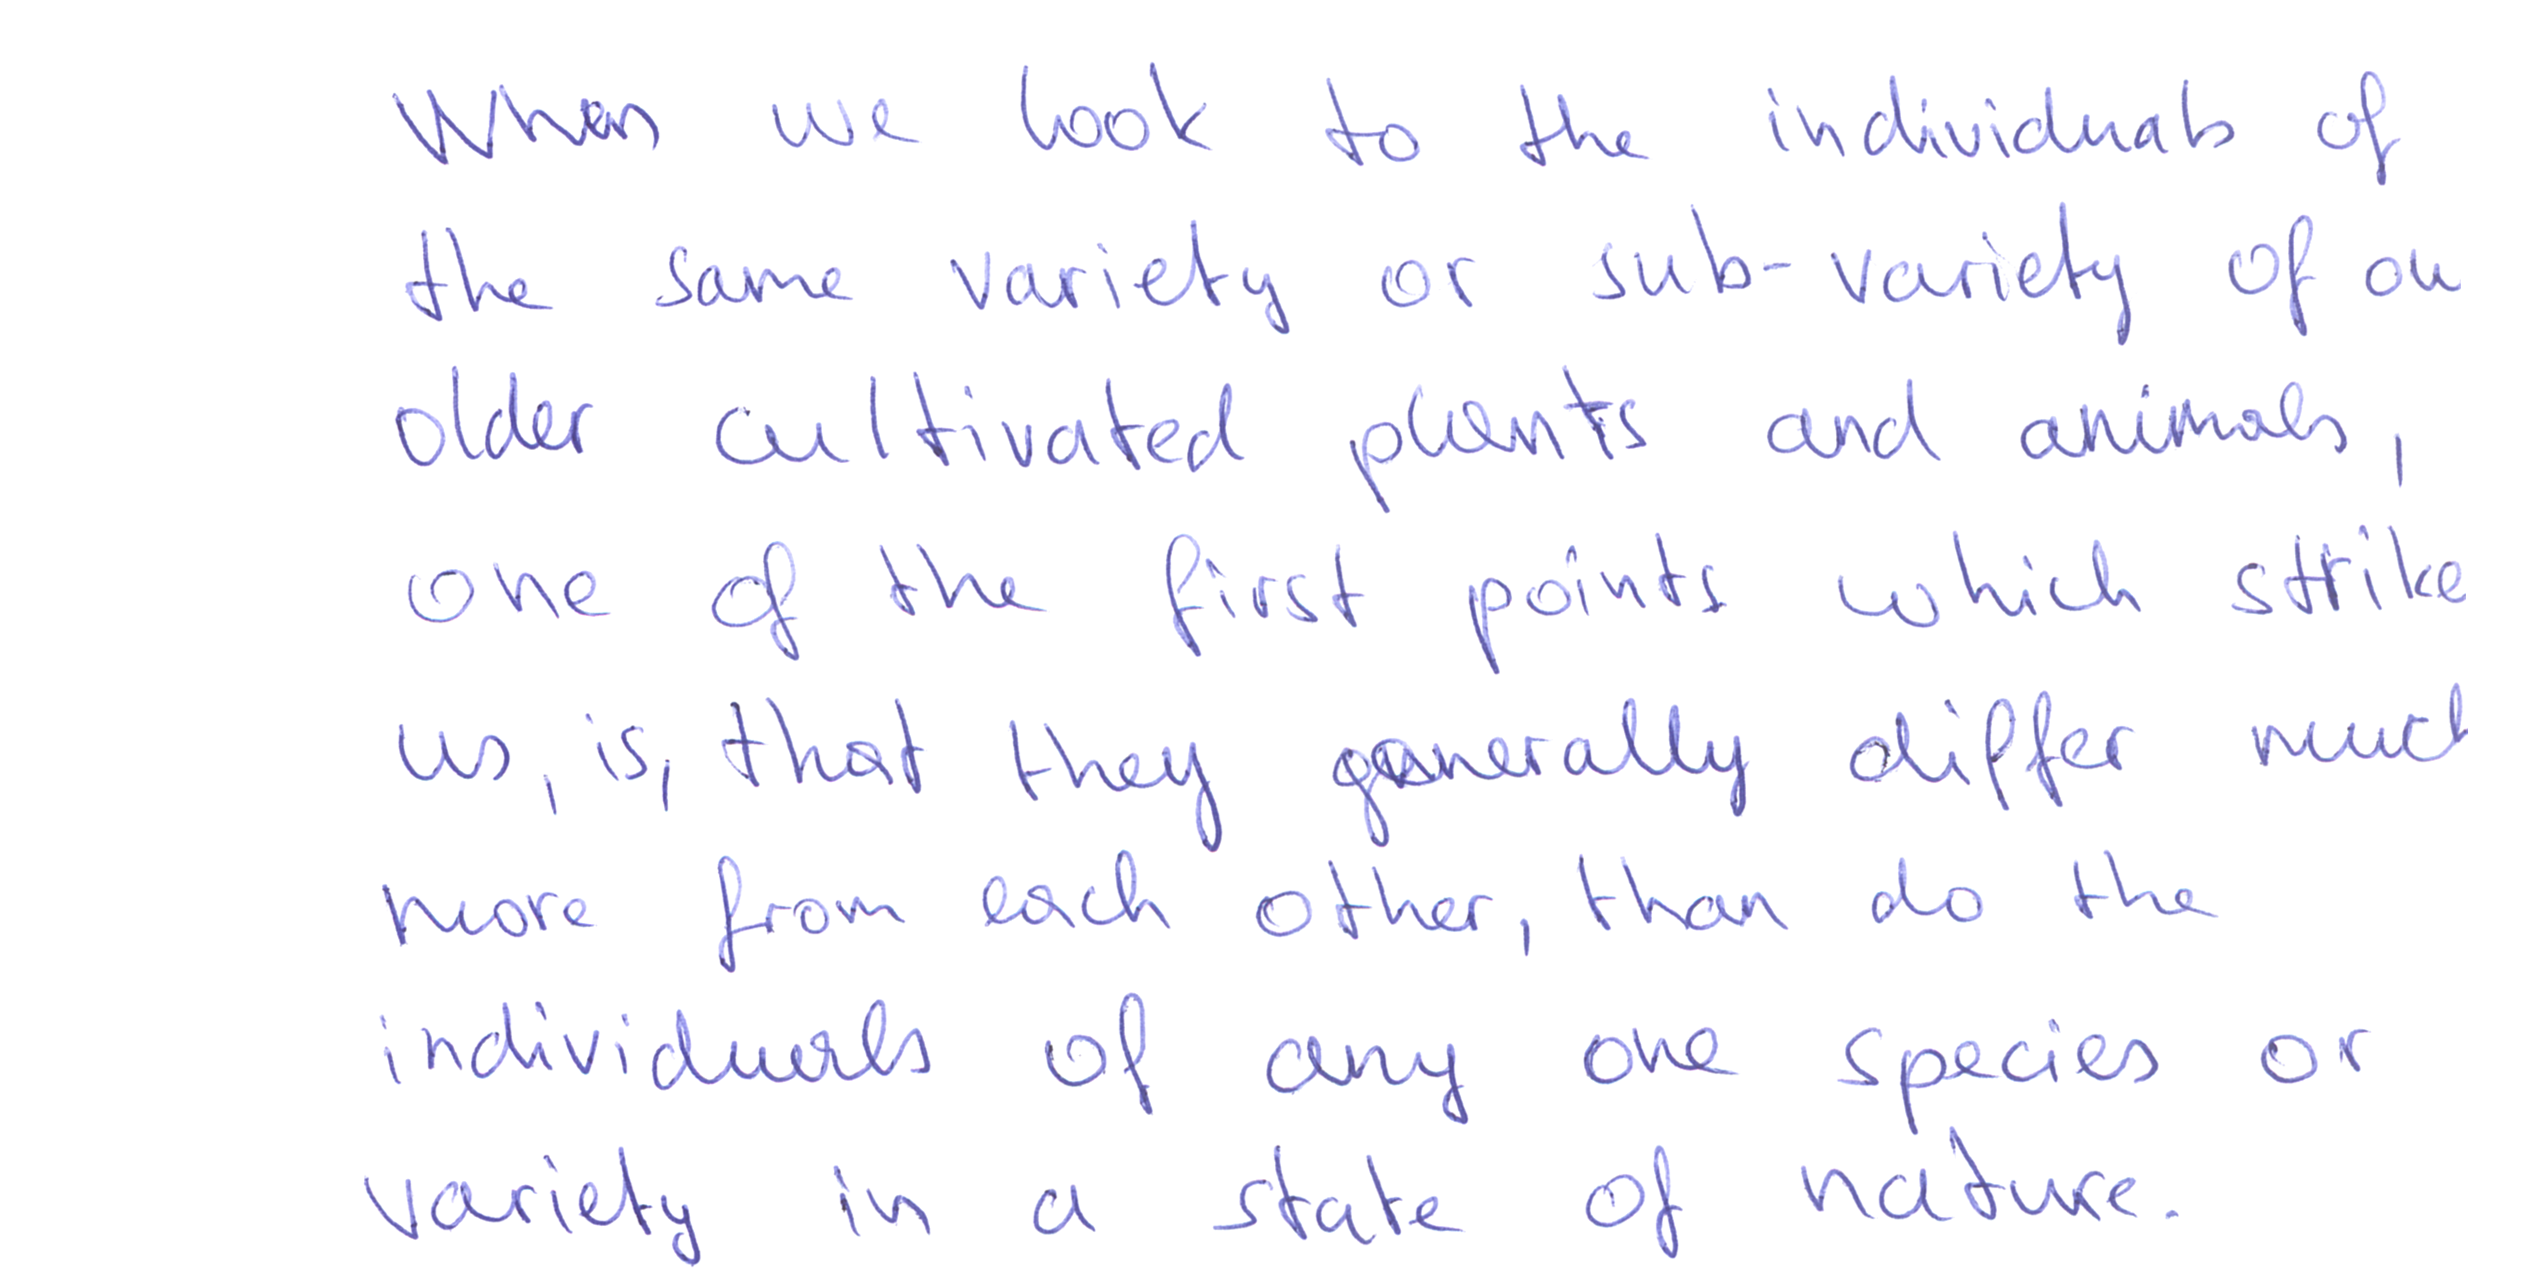 When we look to the individuals of
the same variety or sub-variety of ou
older cultivated plants and animals,
one of the first points which strike
us, is, that they generally differ much
more from each other, than do the
individuals of any one species or
variety in a state of nature.